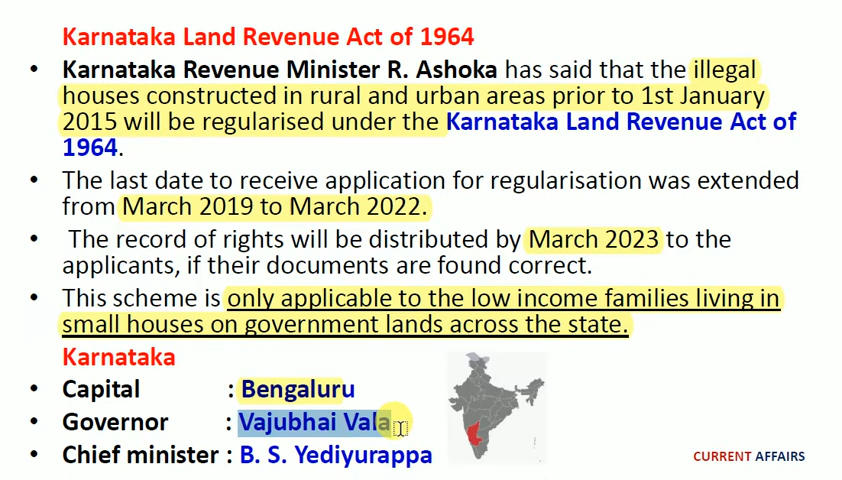 Karnataka Land Revenue Act of 1964
• Karnataka Revenue Minister R. Ashoka has said that the illegal
houses constructed in rural and urban areas prior to 1st January
2015 will be regularised under the Karnataka Land Revenue Act of
1964.
• The last date to receive application for regularisation was extended
from March 2019 to March 2022.
• The record of rights will be distributed by March 2023 to the
applicants, if their documents are found correct.
• This scheme is only applicable to the low income families living in
small houses on government lands across the state.
Karnataka
• Capital : Bengaluru
• Governor : Vajubhai Vala
• Chief minister : B. S. Yediyurappa
CURRENT AFFAIRS